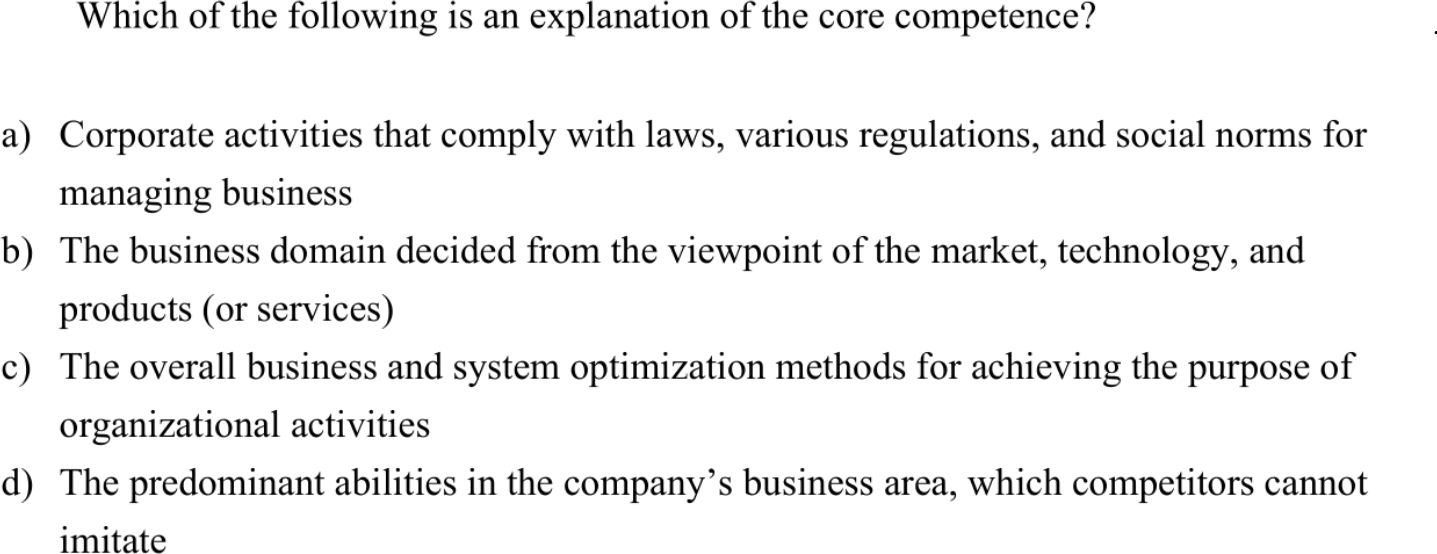 Which of the following is an explanation of the core competence?
a) Corporate activities that comply with laws, various regulations, and social norms for
managing business
b) The business domain decided from the viewpoint of the market, technology, and
products (or services)
c) The overall business and system optimization methods for achieving the purpose of
organizational activities
d) The predominant abilities in the company’s business area, which competitors cannot
imitate